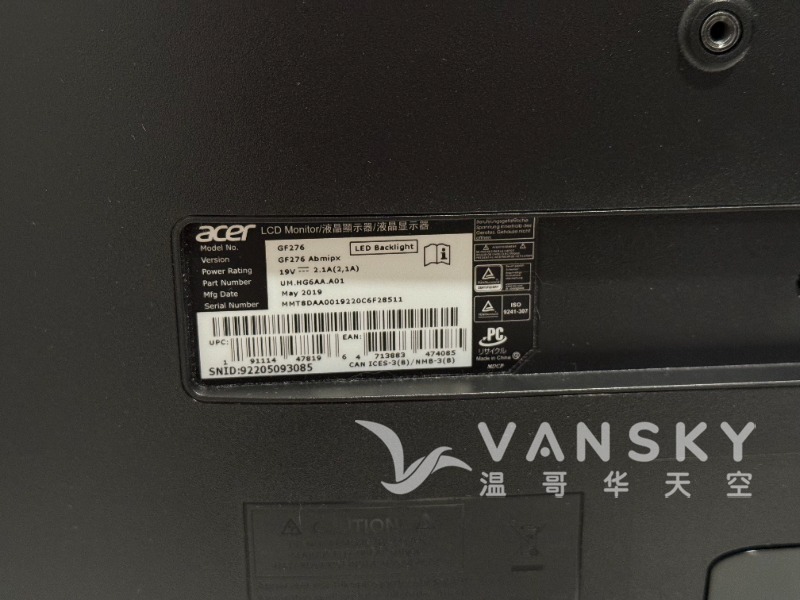 acer LCD Monitor/液晶顯示器/液晶显示器
Model No. GF276 LED Backlight
Version GF276 Abmipx
Power Rating 19V 2.1A(2,1A)
Part Number UM.HG6AA.A01
Mfg Date May 2019
Serial Number MMT8DAA0019220C6F28511
UPC: 1 91114 47819 6
EAN: 4 713883 474085
SNID:92205093085 CAN ICES-3(B)/NMB-3(B)
ISO
9241-307
PC
リサイクル
Made in China
MDCP
VANSKY
温哥华天空
CAUTION